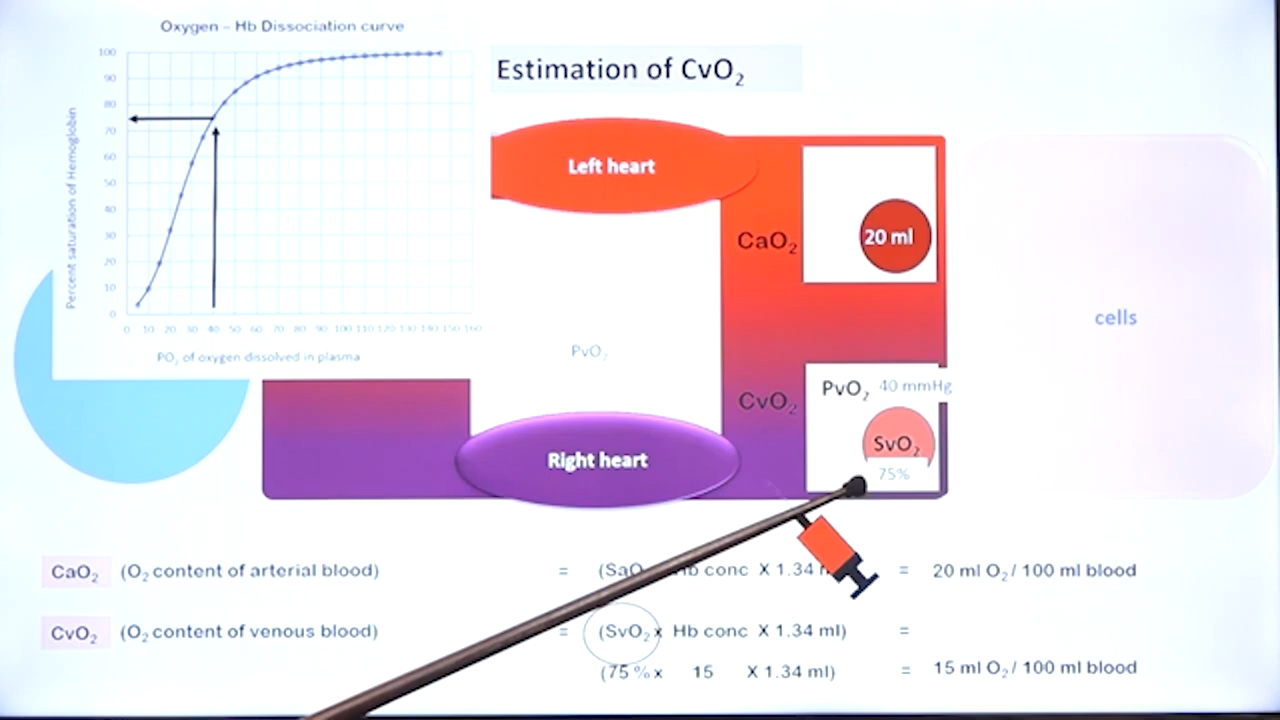 Oxygen – Hb Dissociation curve
Estimation of CvO₂
100
90
80
70
60
50
40
30
20
10
0
Percent saturation of Hemoglobin
0 10 20 30 40 50 60 70 80 90 100 110 120 130 140 150 160
PO₂ of oxygen dissolved in plasma
Left heart
CaO₂
20 ml
cells
PvO₂
PvO₂ 40 mmHg
CvO₂
SvO₂
75%
Right heart
CaO₂ (O₂ content of arterial blood) = (SaO₂ Hb conc X 1.34 = 20 ml O₂ / 100 ml blood
CvO₂ (O₂ content of venous blood) = (SvO₂ x Hb conc X 1.34 ml) =
(75 % x 15 X 1.34 ml) = 15 ml O₂ / 100 ml blood